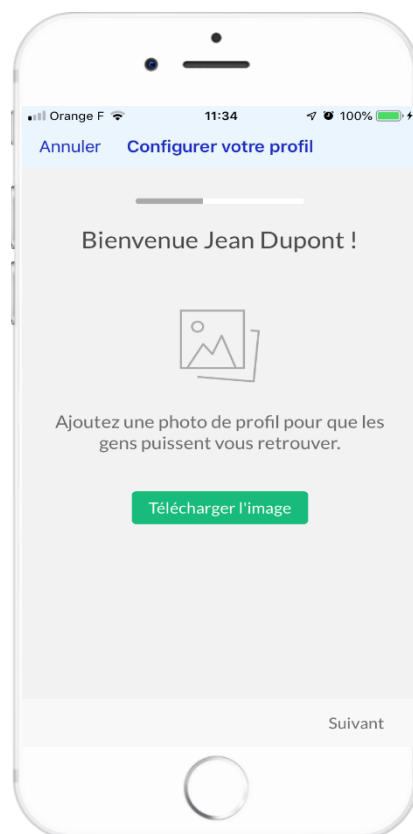 Orange F 11:34 100%
Annuler Configurer votre profil
Bienvenue Jean Dupont !
Ajoutez une photo de profil pour que les
gens puissent vous retrouver.
Télécharger l'image
Suivant